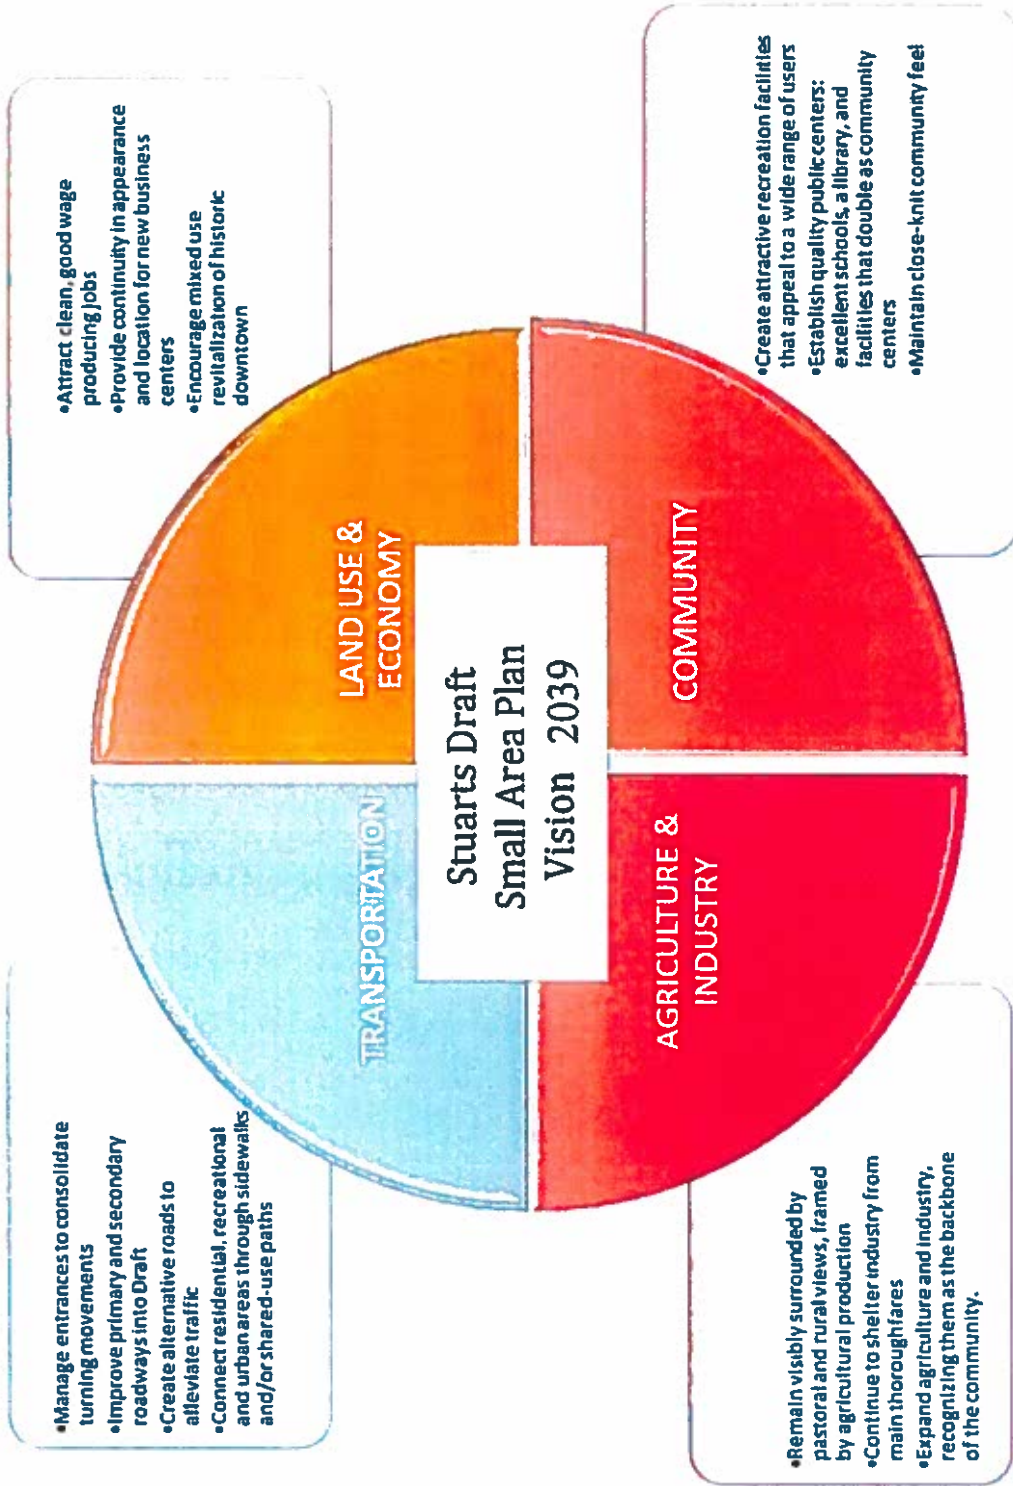 •Manage entrances to consolidate
turning movements
•Improve primary and secondary
roadways into Draft
•Create alternative roads to
alleviate traffic
•Connect residential, recreational
and urban areas through sidewalks
and/or shared-use paths
•Attract clean, good wage
producing jobs
•Provide continuity in appearance
and location for new business
centers
•Encourage mixed use
revitalization of historic
downtown
TRANSPORTATION
LAND USE &
ECONOMY
Stuarts Draft
Small Area Plan
Vision 2039
AGRICULTURE &
INDUSTRY
COMMUNITY
•Remain visibly surrounded by
pastoral and rural views, framed
by agricultural production
•Continue to shelter industry from
main thoroughfares
•Expand agriculture and industry,
recognizing them as the backbone
of the community.
•Create attractive recreation facilities
that appeal to a wide range of users
•Establish quality public centers:
excellent schools, a library, and
facilities that double as community
centers
•Maintain close-knit community feel